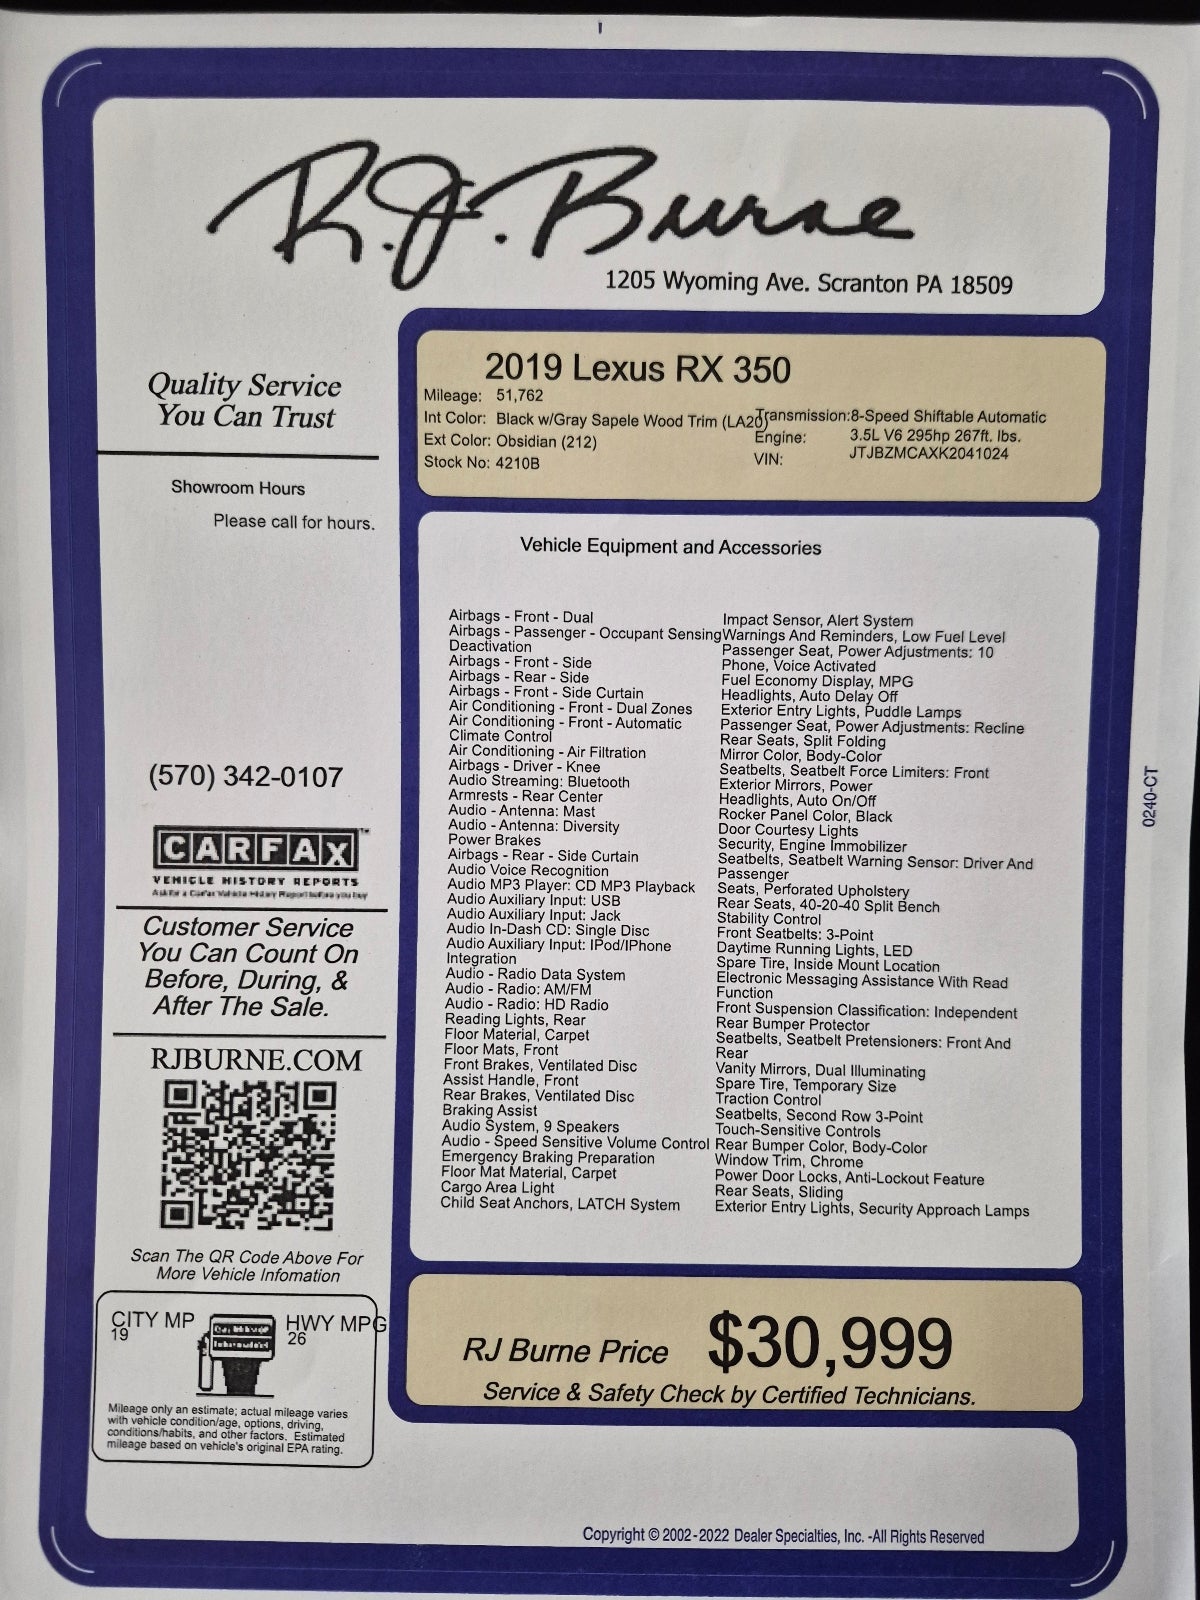 R.J. Burne
1205 Wyoming Ave. Scranton PA 18509
Quality Service
You Can Trust
Showroom Hours
Please call for hours.
(570) 342-0107
CARFAX™
VEHICLE HISTORY REPORTS
Ask for a Carfax Vehicle History Report before you buy
Customer Service
You Can Count On
Before, During, &
After The Sale.
RJBURNE.COM
Scan The QR Code Above For
More Vehicle Infomation
CITY MP
19
HWY MPG
26
Mileage only an estimate; actual mileage varies
with vehicle condition/age, options, driving,
conditions/habits, and other factors. Estimated
mileage based on vehicle's original EPA rating.
2019 Lexus RX 350
Mileage: 51,762
Int Color: Black w/Gray Sapele Wood Trim (LA20)
Ext Color: Obsidian (212)
Stock No: 4210B
Transmission:8-Speed Shiftable Automatic
Engine: 3.5L V6 295hp 267ft. lbs.
VIN: JTJBZMCAXK2041024
Vehicle Equipment and Accessories
Airbags - Front - Dual
Airbags - Passenger - Occupant Sensing
Deactivation
Airbags - Front - Side
Airbags - Rear - Side
Airbags - Front - Side Curtain
Air Conditioning - Front - Dual Zones
Air Conditioning - Front - Automatic
Climate Control
Air Conditioning - Air Filtration
Airbags - Driver - Knee
Audio Streaming: Bluetooth
Armrests - Rear Center
Audio - Antenna: Mast
Audio - Antenna: Diversity
Power Brakes
Airbags - Rear - Side Curtain
Audio Voice Recognition
Audio MP3 Player: CD MP3 Playback
Audio Auxiliary Input: USB
Audio Auxiliary Input: Jack
Audio In-Dash CD: Single Disc
Audio Auxiliary Input: IPod/IPhone
Integration
Audio - Radio Data System
Audio - Radio: AM/FM
Audio - Radio: HD Radio
Reading Lights, Rear
Floor Material, Carpet
Floor Mats, Front
Front Brakes, Ventilated Disc
Assist Handle, Front
Rear Brakes, Ventilated Disc
Braking Assist
Audio System, 9 Speakers
Audio - Speed Sensitive Volume Control
Emergency Braking Preparation
Floor Mat Material, Carpet
Cargo Area Light
Child Seat Anchors, LATCH System
Impact Sensor, Alert System
Warnings And Reminders, Low Fuel Level
Passenger Seat, Power Adjustments: 10
Phone, Voice Activated
Fuel Economy Display, MPG
Headlights, Auto Delay Off
Exterior Entry Lights, Puddle Lamps
Passenger Seat, Power Adjustments: Recline
Rear Seats, Split Folding
Mirror Color, Body-Color
Seatbelts, Seatbelt Force Limiters: Front
Exterior Mirrors, Power
Headlights, Auto On/Off
Rocker Panel Color, Black
Door Courtesy Lights
Security, Engine Immobilizer
Seatbelts, Seatbelt Warning Sensor: Driver And
Passenger
Seats, Perforated Upholstery
Rear Seats, 40-20-40 Split Bench
Stability Control
Front Seatbelts: 3-Point
Daytime Running Lights, LED
Spare Tire, Inside Mount Location
Electronic Messaging Assistance With Read
Function
Front Suspension Classification: Independent
Rear Bumper Protector
Seatbelts, Seatbelt Pretensioners: Front And
Rear
Vanity Mirrors, Dual Illuminating
Spare Tire, Temporary Size
Traction Control
Seatbelts, Second Row 3-Point
Touch-Sensitive Controls
Rear Bumper Color, Body-Color
Window Trim, Chrome
Power Door Locks, Anti-Lockout Feature
Rear Seats, Sliding
Exterior Entry Lights, Security Approach Lamps
RJ Burne Price $30,999
Service & Safety Check by Certified Technicians.
Copyright © 2002-2022 Dealer Specialties, Inc. -All Rights Reserved
0240-CT